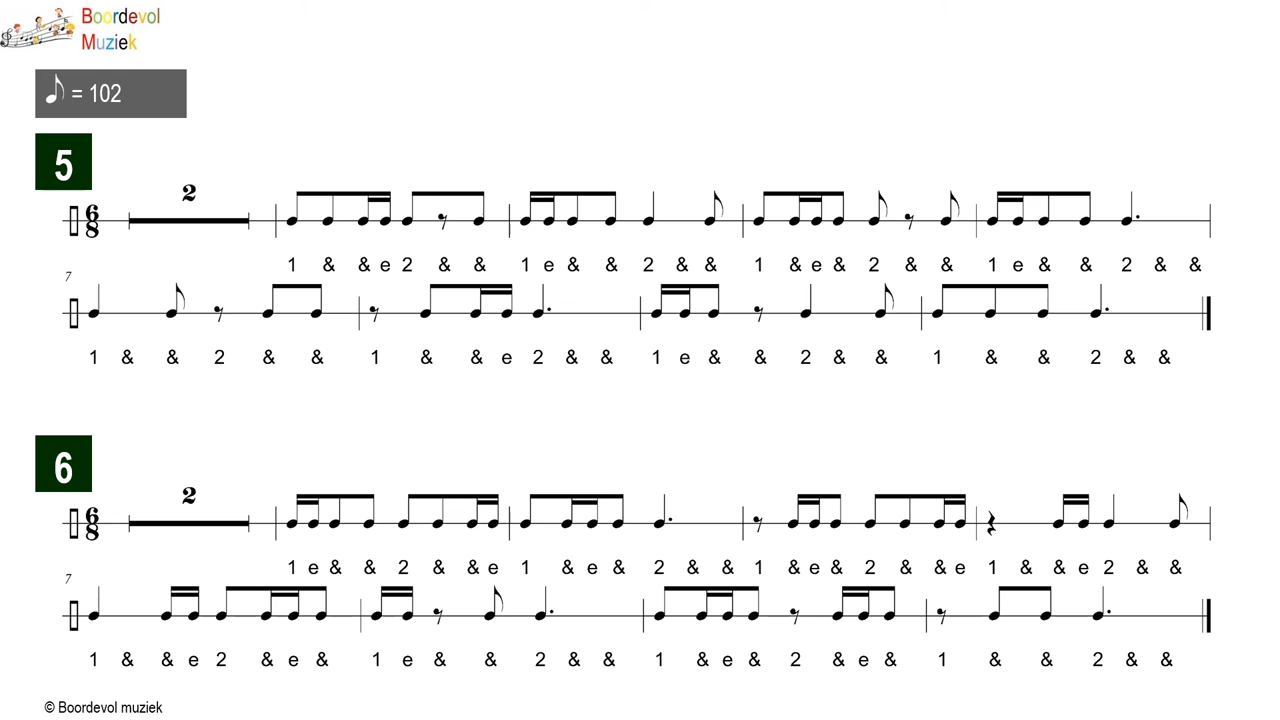 Boordevol
Muziek
= 102
5
2
6
8
1 & & e 2 & & 1 e & & 2 & & 1 & e & 2 & & 1 e & & 2 & &
7
1 & & 2 & & 1 & & e 2 & & 1 e & & 2 & & 1 & & 2 & &
6
2
6
8
1 e & & 2 & & e 1 & e & 2 & & 1 & e & 2 & & e 1 & & e 2 & &
7
1 & & e 2 & e & 1 e & & 2 & & 1 & e & 2 & e & 1 & & 2 & &
© Boordevol muziek